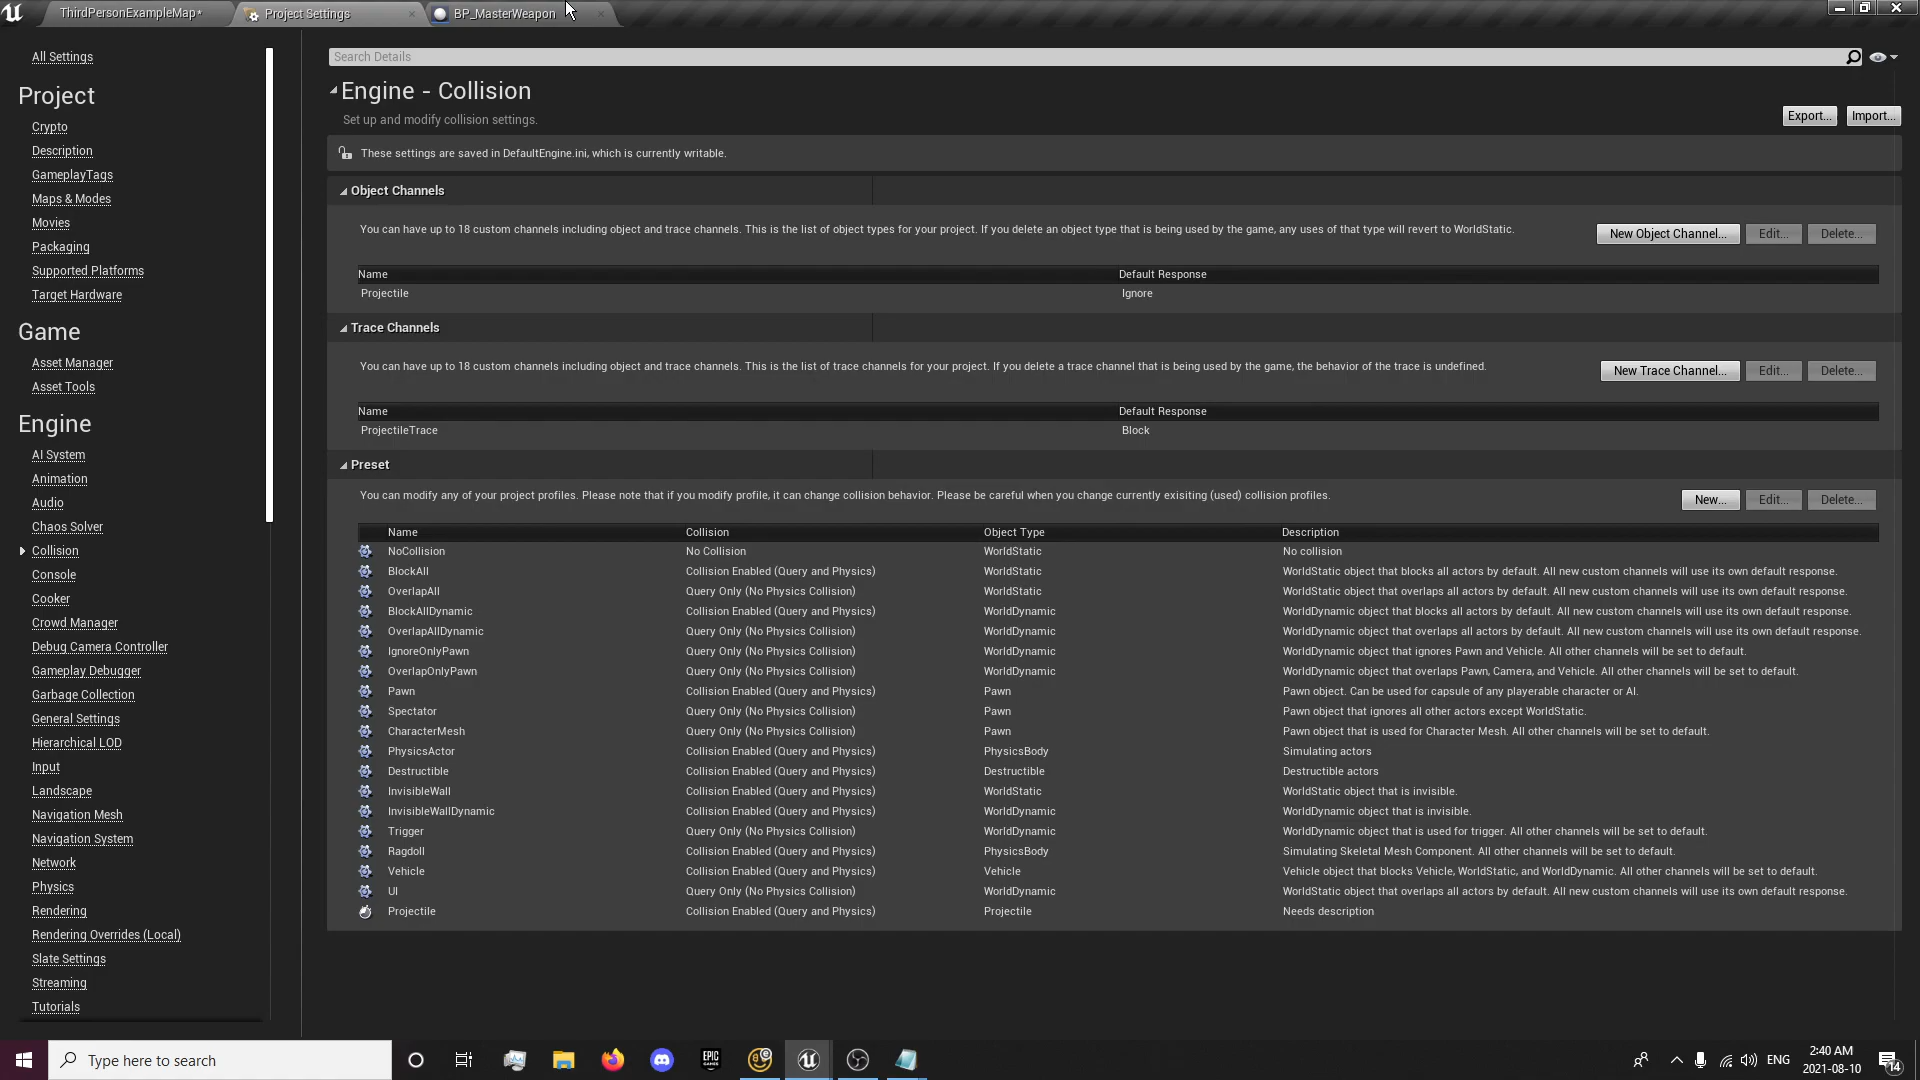 ThirdPersonExampleMap*
Project Settings
BP_MasterWeapon
All Settings
Project
Crypto
Description
GameplayTags
Maps & Modes
Movies
Packaging
Supported Platforms
Target Hardware
Game
Asset Manager
Asset Tools
Engine
AI System
Animation
Audio
Chaos Solver
Collision
Console
Cooker
Crowd Manager
Debug Camera Controller
Gameplay Debugger
Garbage Collection
General Settings
Hierarchical LOD
Input
Landscape
Navigation Mesh
Navigation System
Network
Physics
Rendering
Rendering Overrides (Local)
Slate Settings
Streaming
Tutorials
Search Details
Engine - Collision
Set up and modify collision settings.
Export...
Import...
These settings are saved in DefaultEngine.ini, which is currently writable.
Object Channels
You can have up to 18 custom channels including object and trace channels. This is the list of object types for your project. If you delete an object type that is being used by the game, any uses of that type will revert to WorldStatic.
New Object Channel...
Edit...
Delete...
Name Default Response
Projectile Ignore
Trace Channels
You can have up to 18 custom channels including object and trace channels. This is the list of trace channels for your project. If you delete a trace channel that is being used by the game, the behavior of the trace is undefined.
New Trace Channel...
Edit...
Delete...
Name Default Response
ProjectileTrace Block
Preset
You can modify any of your project profiles. Please note that if you modify profile, it can change collision behavior. Please be careful when you change currently exisiting (used) collision profiles.
New...
Edit...
Delete...
Name Collision Object Type Description
NoCollision No Collision WorldStatic No collision
BlockAll Collision Enabled (Query and Physics) WorldStatic WorldStatic object that blocks all actors by default. All new custom channels will use its own default response.
OverlapAll Query Only (No Physics Collision) WorldStatic WorldStatic object that overlaps all actors by default. All new custom channels will use its own default response.
BlockAllDynamic Collision Enabled (Query and Physics) WorldDynamic WorldDynamic object that blocks all actors by default. All new custom channels will use its own default response.
OverlapAllDynamic Query Only (No Physics Collision) WorldDynamic WorldDynamic object that overlaps all actors by default. All new custom channels will use its own default response.
IgnoreOnlyPawn Query Only (No Physics Collision) WorldDynamic WorldDynamic object that ignores Pawn and Vehicle. All other channels will be set to default.
OverlapOnlyPawn Query Only (No Physics Collision) WorldDynamic WorldDynamic object that overlaps Pawn, Camera, and Vehicle. All other channels will be set to default.
Pawn Collision Enabled (Query and Physics) Pawn Pawn object. Can be used for capsule of any playerable character or AI.
Spectator Query Only (No Physics Collision) Pawn Pawn object that ignores all other actors except WorldStatic.
CharacterMesh Query Only (No Physics Collision) Pawn Pawn object that is used for Character Mesh. All other channels will be set to default.
PhysicsActor Collision Enabled (Query and Physics) PhysicsBody Simulating actors
Destructible Collision Enabled (Query and Physics) Destructible Destructible actors
InvisibleWall Collision Enabled (Query and Physics) WorldStatic WorldStatic object that is invisible.
InvisibleWallDynamic Collision Enabled (Query and Physics) WorldDynamic WorldDynamic object that is invisible.
Trigger Query Only (No Physics Collision) WorldDynamic WorldDynamic object that is used for trigger. All other channels will be set to default.
Ragdoll Collision Enabled (Query and Physics) PhysicsBody Simulating Skeletal Mesh Component. All other channels will be set to default.
Vehicle Collision Enabled (Query and Physics) Vehicle Vehicle object that blocks Vehicle, WorldStatic, and WorldDynamic. All other channels will be set to default.
UI Query Only (No Physics Collision) WorldDynamic WorldStatic object that overlaps all actors by default. All new custom channels will use its own default response.
Projectile Collision Enabled (Query and Physics) Projectile Needs description
Type here to search
EPIC
ENG
2:40 AM
2021-08-10
14